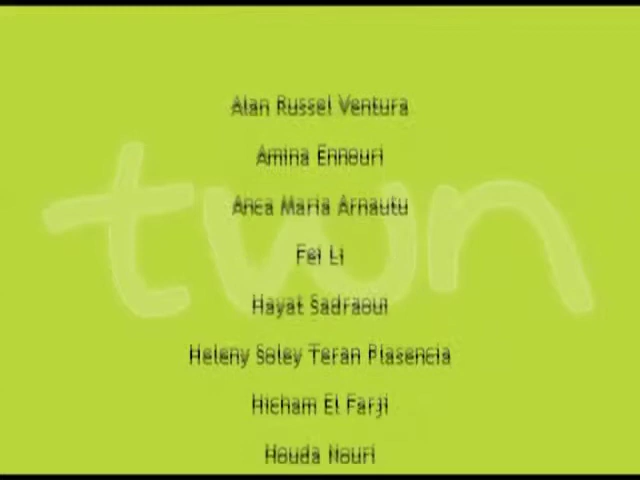 Alan Russel Ventura
Amina Ennouri
Anca Maria Arnautu
twn
Fei Li
Hayat Sadraoui
Heleny Soley Teran Plasencia
Hicham El Farji
Houda Nouri